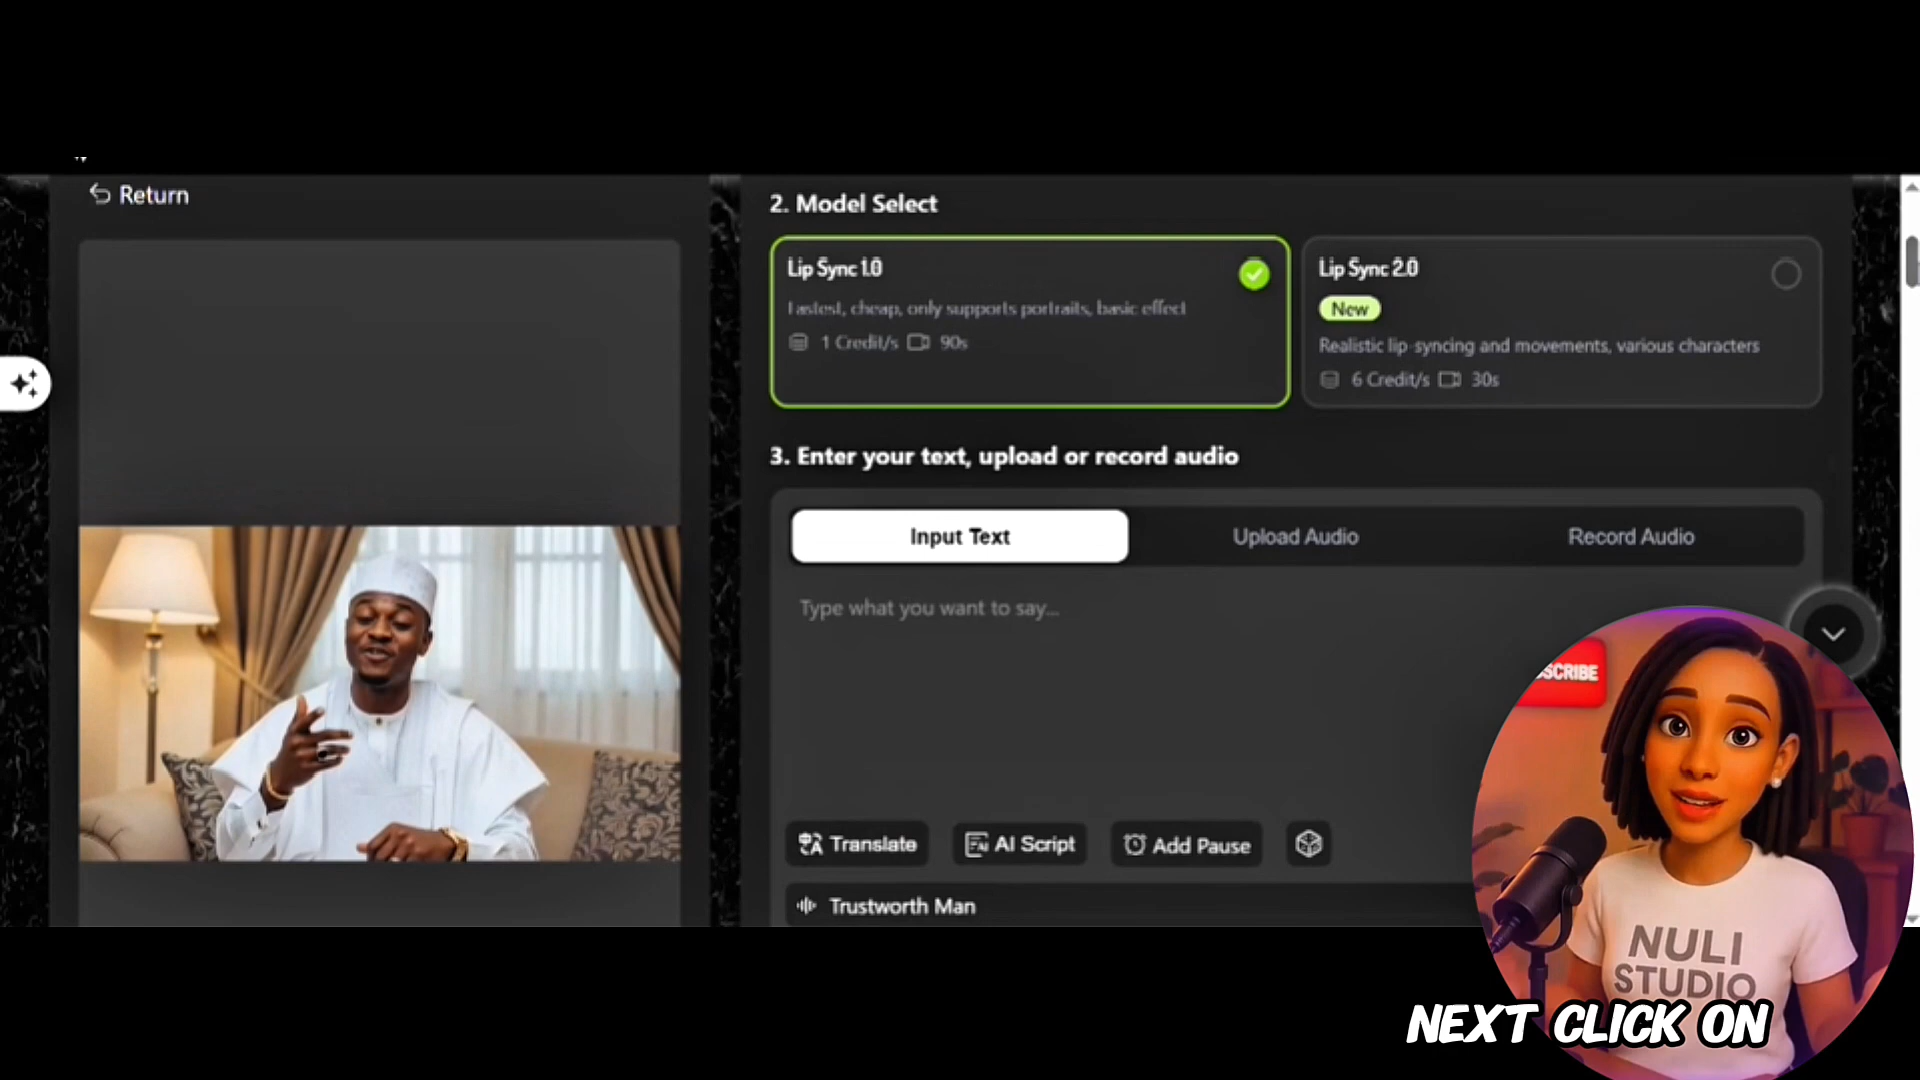 Return
2. Model Select
Lip Sync 1.0
Fastest, cheap, only supports portraits, basic effect
1 Credit/s 90s
Lip Sync 2.0
New
Realistic lip syncing and movements, various characters
6 Credit/s 30s
3. Enter your text, upload or record audio
Input Text
Upload Audio
Record Audio
Type what you want to say...
Translate
AI Script
Add Pause
Trustworth Man
SCRIBE
NULI
STUDIO
NEXT CLICK ON